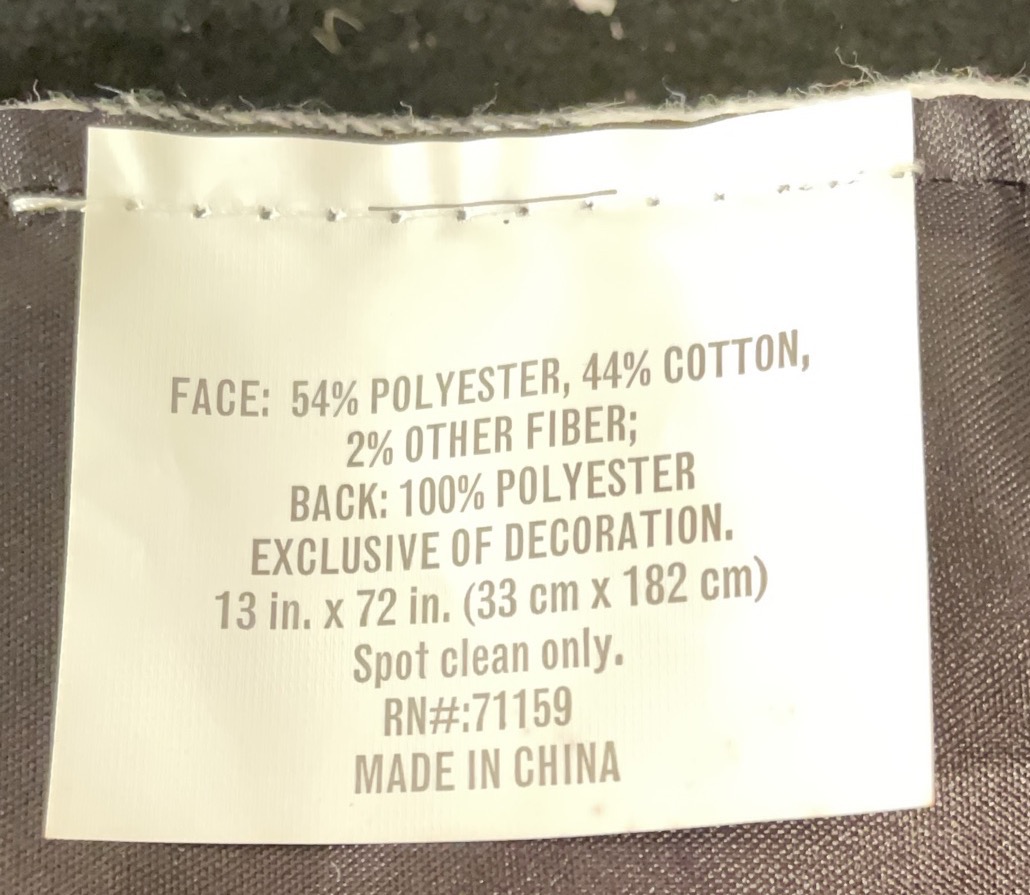 FACE: 54% POLYESTER, 44% COTTON,
2% OTHER FIBER;
BACK: 100% POLYESTER
EXCLUSIVE OF DECORATION.
13 in. x 72 in. (33 cm x 182 cm)
Spot clean only.
RN#:71159
MADE IN CHINA